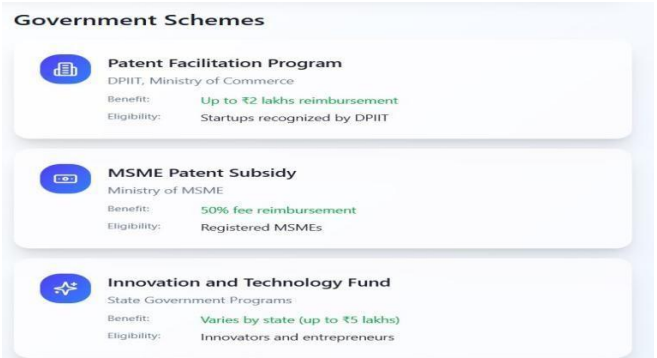 Government Schemes
Patent Facilitation Program
DPIIT, Ministry of Commerce
Benefit: Up to ₹2 lakhs reimbursement
Eligibility: Startups recognized by DPIIT
MSME Patent Subsidy
Ministry of MSME
Benefit: 50% fee reimbursement
Eligibility: Registered MSMEs
Innovation and Technology Fund
State Government Programs
Benefit: Varies by state (up to ₹5 lakhs)
Eligibility: Innovators and entrepreneurs